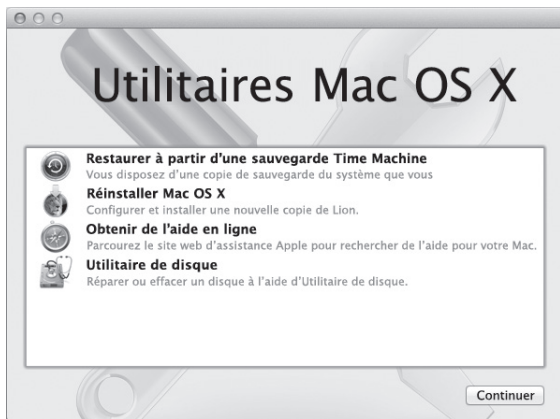 Utilitaires Mac OS X
Restaurer à partir d'une sauvegarde Time Machine
Vous disposez d'une copie de sauvegarde du système que vous
Réinstaller Mac OS X
Configurer et installer une nouvelle copie de Lion.
Obtenir de l'aide en ligne
Parcourez le site web d'assistance Apple pour rechercher de l'aide pour votre Mac.
Utilitaire de disque
Réparer ou effacer un disque à l'aide d'Utilitaire de disque.
Continuer